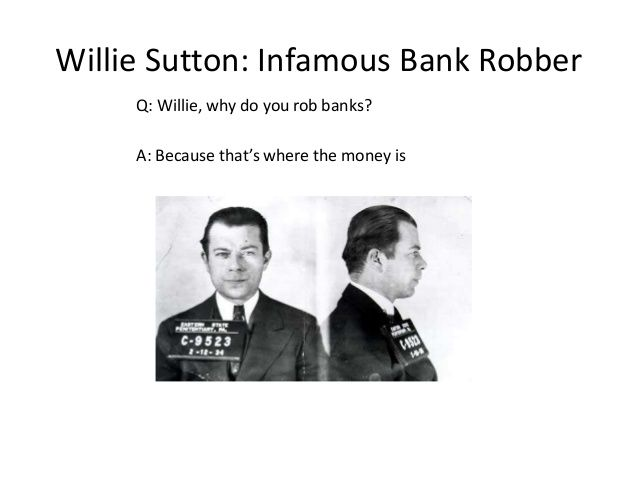 Willie Sutton: Infamous Bank Robber
Q: Willie, why do you rob banks?
A: Because that’s where the money is
EASTERN STATE
PENITENTIARY, PA.
C-9523
2-12-34
C-9523